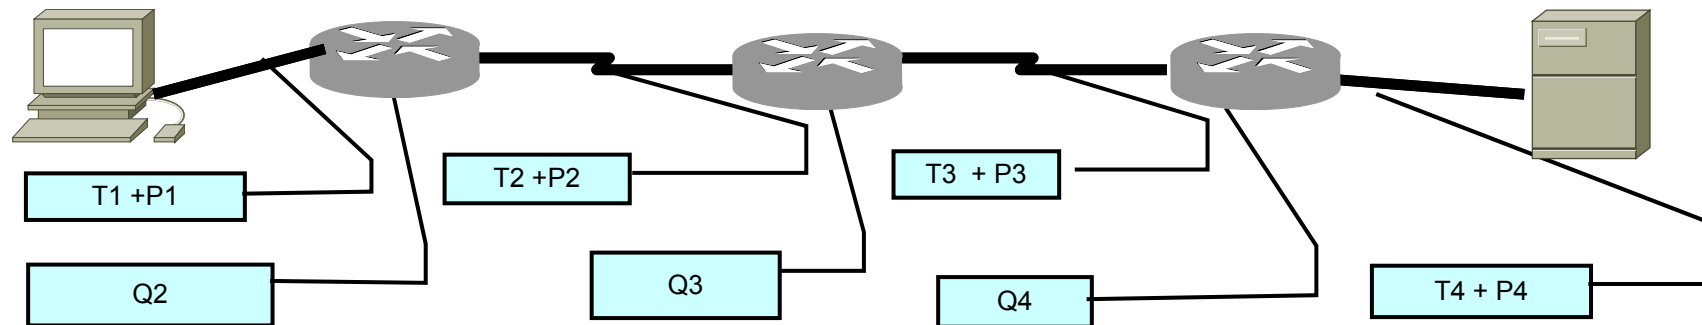 T1 +P1
Q2
T2 +P2
Q3
T3 + P3
Q4
T4 + P4